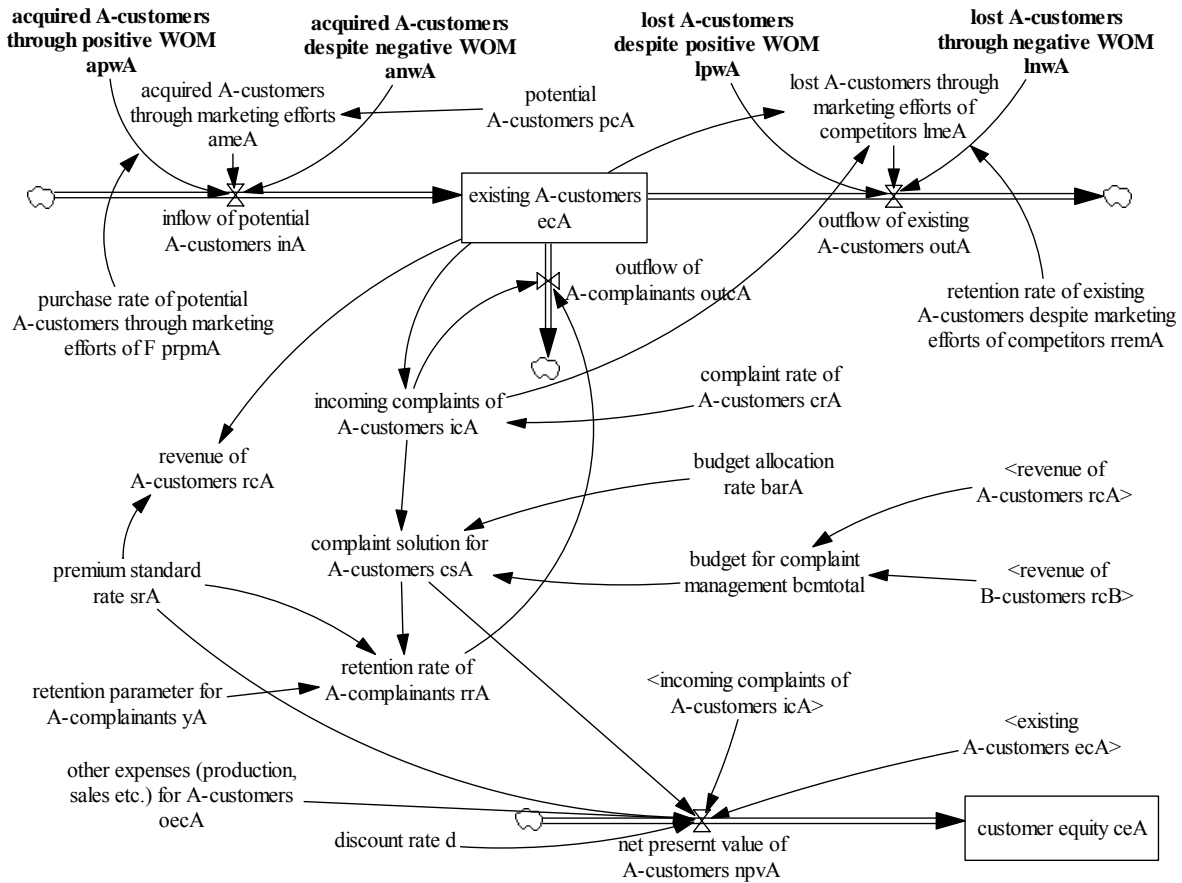 acquired A-customers
through positive WOM
apwA
acquired A-customers
despite negative WOM
anwA
lost A-customers
despite positive WOM
lpwA
lost A-customers
through negative WOM
lnwA
acquired A-customers
through marketing efforts
ameA
potential
A-customers pcA
lost A-customers through
marketing efforts of
competitors lmeA
existing A-customers
ecA
inflow of potential
A-customers inA
outflow of existing
A-customers outA
outflow of
A-complainants outcA
purchase rate of potential
A-customers through marketing
efforts of F prpmA
retention rate of existing
A-customers despite marketing
efforts of competitors rremA
incoming complaints of
A-customers icA
complaint rate of
A-customers crA
revenue of
A-customers rcA
budget allocation
rate barA
<revenue of
A-customers rcA>
complaint solution for
A-customers csA
budget for complaint
management bcmtotal
<revenue of
B-customers rcB>
premium standard
rate srA
retention rate of
A-complainants rrA
retention parameter for
A-complainants yA
<incoming complaints of
A-customers icA>
<existing
A-customers ecA>
other expenses (production,
sales etc.) for A-customers
oecA
discount rate d
net presernt value of
A-customers npvA
customer equity ceA